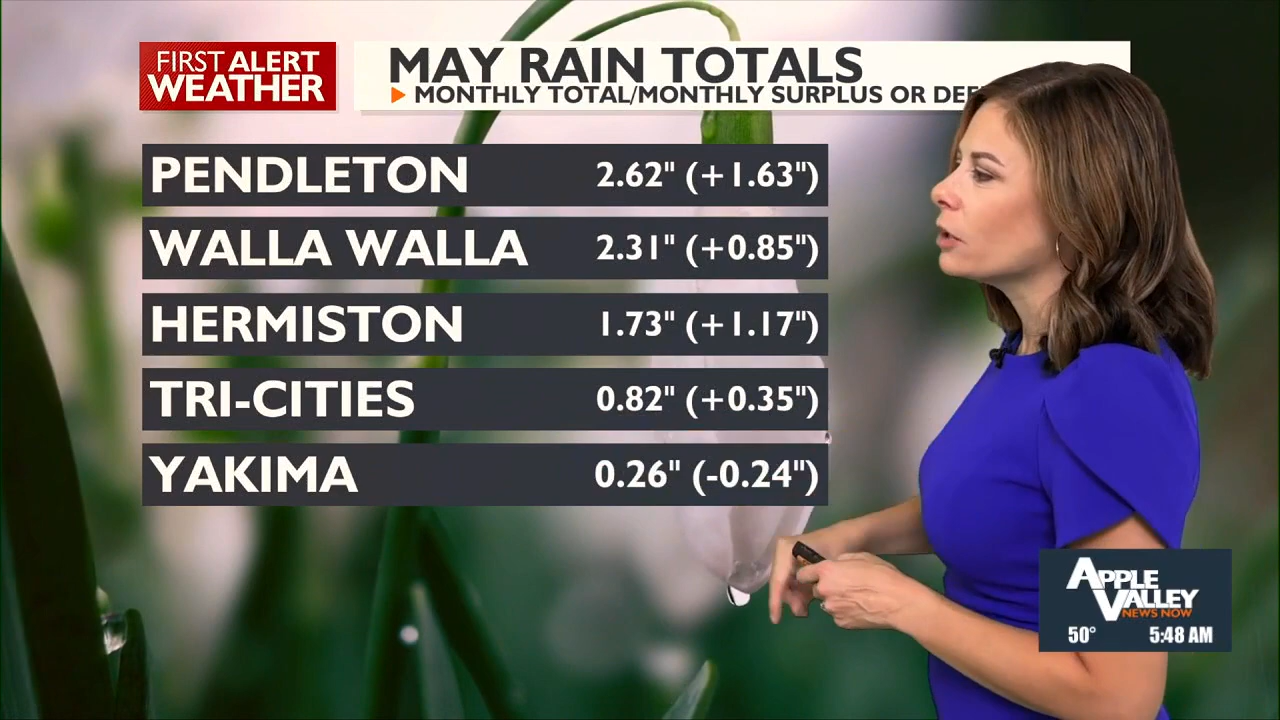 FIRST ALERT
WEATHER
MAY RAIN TOTALS
MONTHLY TOTAL/MONTHLY SURPLUS OR
PENDLETON 2.62" (+1.63")
WALLA WALLA 2.31" (+0.85")
HERMISTON 1.73" (+1.17")
TRI-CITIES 0.82" (+0.35")
YAKIMA 0.26" (-0.24")
APPLE
VALLEY
NEWS NOW
50° 5:48 AM